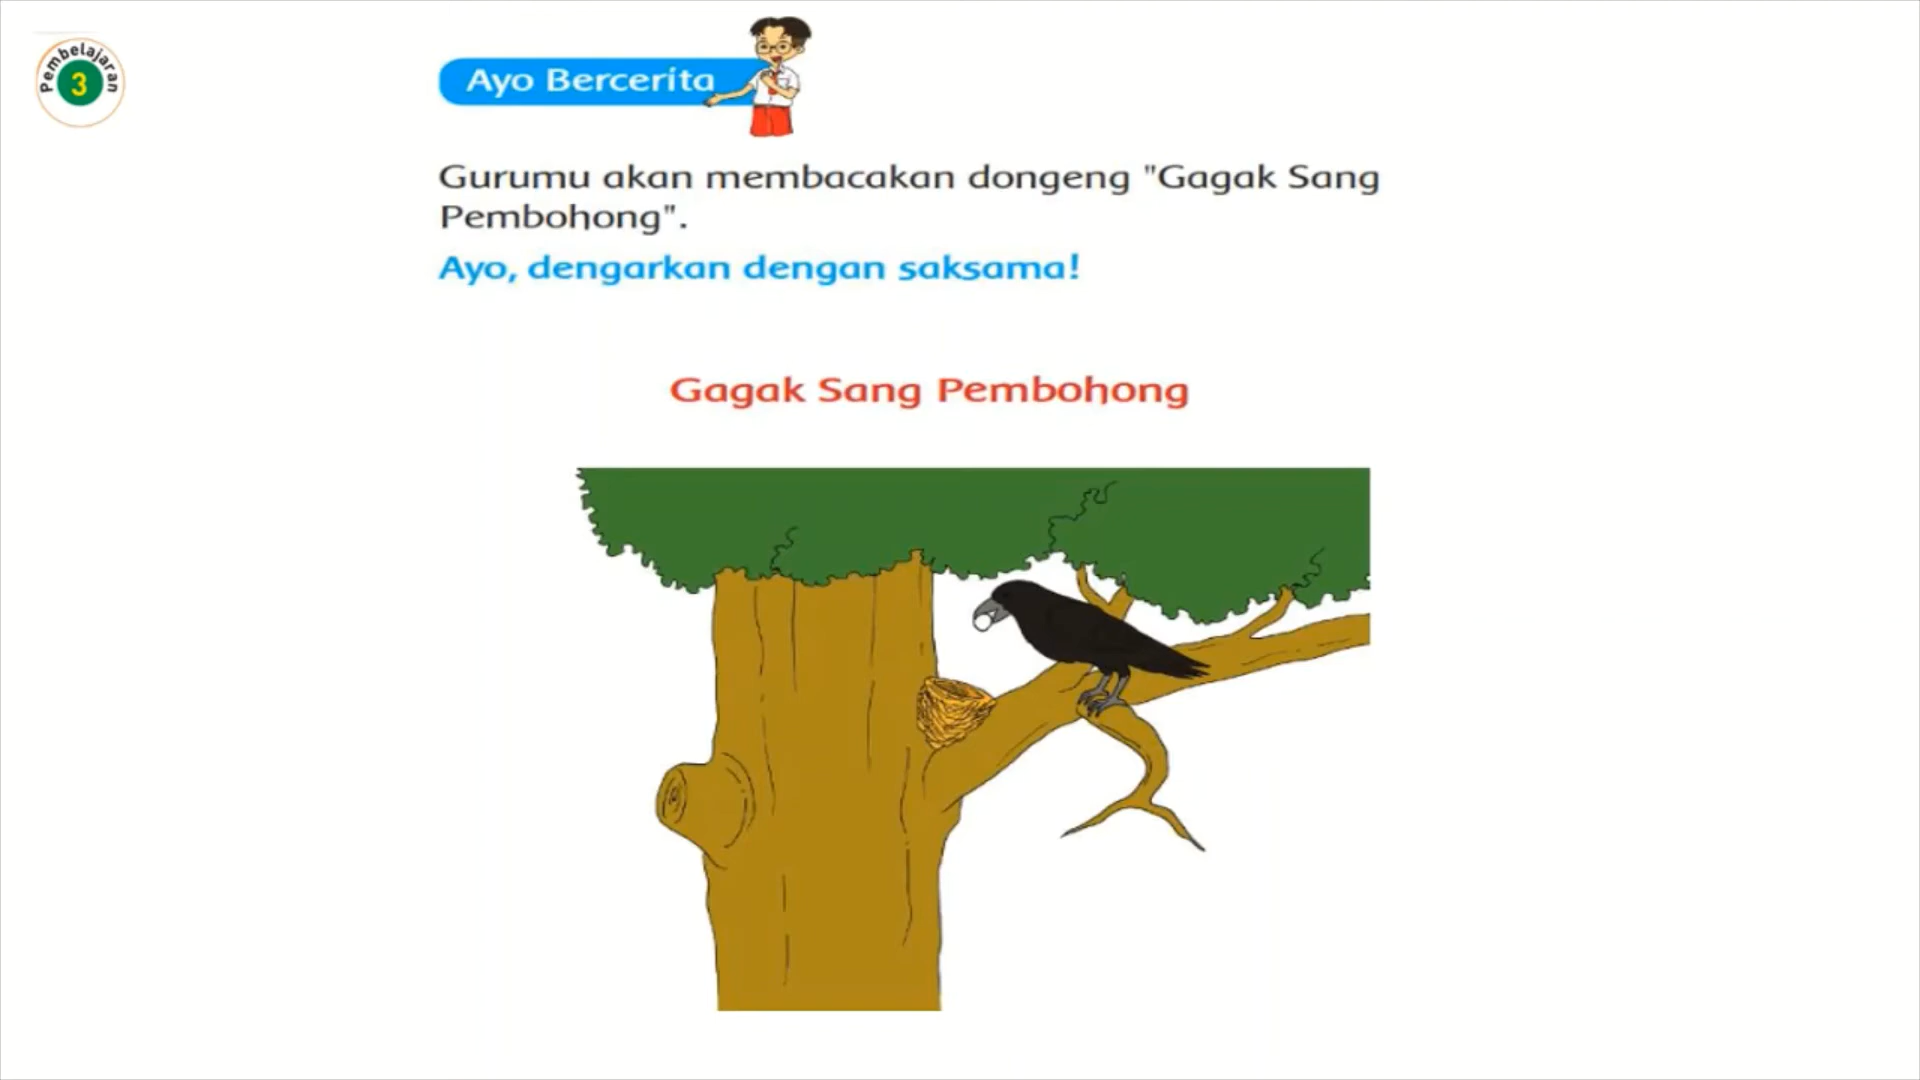 Pembelajaran
3
Ayo Bercerita
Gurumu akan membacakan dongeng "Gagak Sang
Pembohong".
Ayo, dengarkan dengan saksama!
Gagak Sang Pembohong